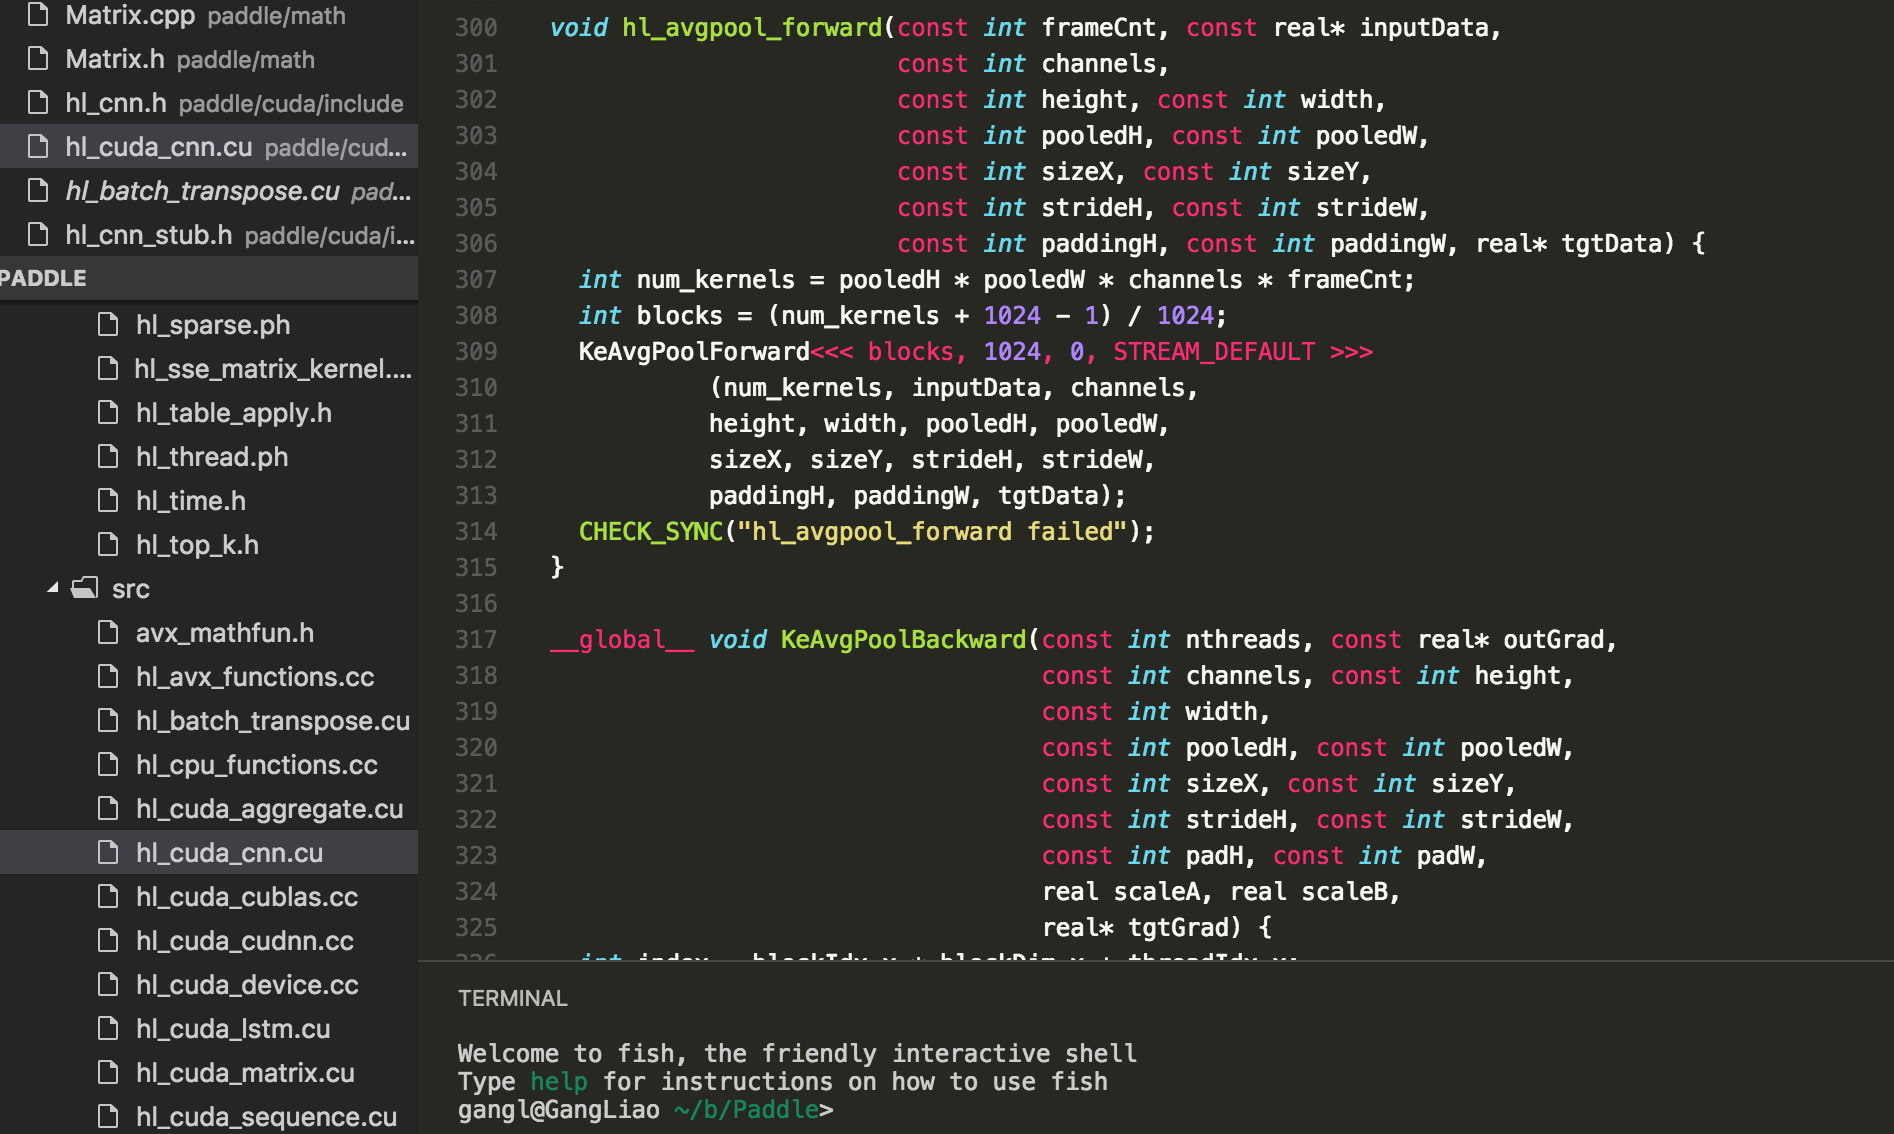 Matrix.cpp paddle/math
Matrix.h paddle/math
hl_cnn.h paddle/cuda/include
hl_cuda_cnn.cu paddle/cud...
hl_batch_transpose.cu pad...
hl_cnn_stub.h paddle/cuda/i...
PADDLE
hl_sparse.ph
hl_sse_matrix_kernel....
hl_table_apply.h
hl_thread.ph
hl_time.h
hl_top_k.h
src
avx_mathfun.h
hl_avx_functions.cc
hl_batch_transpose.cu
hl_cpu_functions.cc
hl_cuda_aggregate.cu
hl_cuda_cnn.cu
hl_cuda_cublas.cc
hl_cuda_cudnn.cc
hl_cuda_device.cc
hl_cuda_lstm.cu
hl_cuda_matrix.cu
hl_cuda_sequence.cu
300 void hl_avgpool_forward(const int frameCnt, const real* inputData,
301 const int channels,
302 const int height, const int width,
303 const int pooledH, const int pooledW,
304 const int sizeX, const int sizeY,
305 const int strideH, const int strideW,
306 const int paddingH, const int paddingW, real* tgtData) {
307 int num_kernels = pooledH * pooledW * channels * frameCnt;
308 int blocks = (num_kernels + 1024 - 1) / 1024;
309 KeAvgPoolForward<<< blocks, 1024, 0, STREAM_DEFAULT >>>
310 (num_kernels, inputData, channels,
311 height, width, pooledH, pooledW,
312 sizeX, sizeY, strideH, strideW,
313 paddingH, paddingW, tgtData);
314 CHECK_SYNC("hl_avgpool_forward failed");
315 }
316
317 __global__ void KeAvgPoolBackward(const int nthreads, const real* outGrad,
318 const int channels, const int height,
319 const int width,
320 const int pooledH, const int pooledW,
321 const int sizeX, const int sizeY,
322 const int strideH, const int strideW,
323 const int padH, const int padW,
324 real scaleA, real scaleB,
325 real* tgtGrad) {
326 int index = blockIdx.x * blockDim.x + threadIdx.x;
TERMINAL
Welcome to fish, the friendly interactive shell
Type help for instructions on how to use fish
gangl@GangLiao ~/b/Paddle>